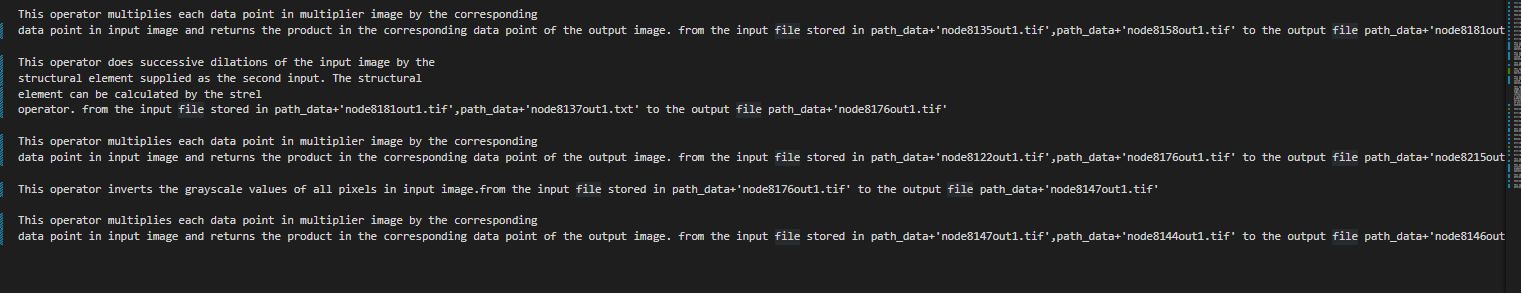 This operator multiplies each data point in multiplier image by the corresponding
data point in input image and returns the product in the corresponding data point of the output image. from the input file stored in path_data+'node8135out1.tif',path_data+'node8158out1.tif' to the output file path_data+'node8181out
This operator does successive dilations of the input image by the
structural element supplied as the second input. The structural
element can be calculated by the strel
operator. from the input file stored in path_data+'node8181out1.tif',path_data+'node8137out1.txt' to the output file path_data+'node8176out1.tif'
This operator multiplies each data point in multiplier image by the corresponding
data point in input image and returns the product in the corresponding data point of the output image. from the input file stored in path_data+'node8122out1.tif',path_data+'node8176out1.tif' to the output file path_data+'node8215out
This operator inverts the grayscale values of all pixels in input image.from the input file stored in path_data+'node8176out1.tif' to the output file path_data+'node8147out1.tif'
This operator multiplies each data point in multiplier image by the corresponding
data point in input image and returns the product in the corresponding data point of the output image. from the input file stored in path_data+'node8147out1.tif',path_data+'node8144out1.tif' to the output file path_data+'node8146out